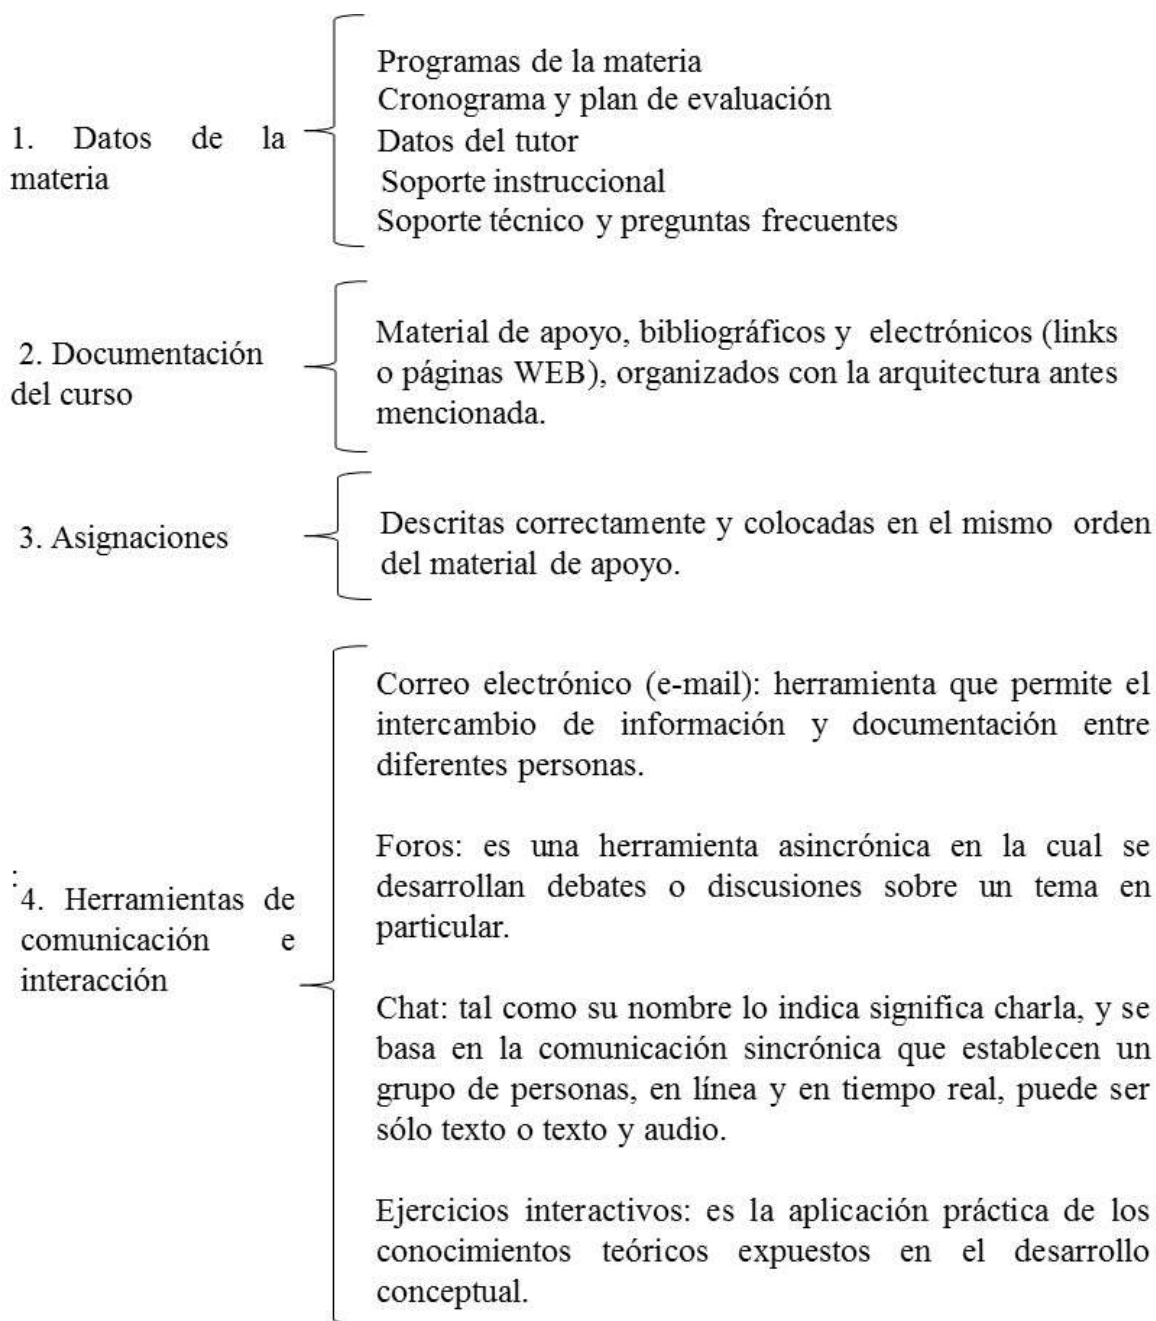 1. Datos de la
materia
Programas de la materia
Cronograma y plan de evaluación
Datos del tutor
Soporte instruccional
Soporte técnico y preguntas frecuentes
2. Documentación
del curso
Material de apoyo, bibliográficos y electrónicos (links
o páginas WEB), organizados con la arquitectura antes
mencionada.
3. Asignaciones
Descritas correctamente y colocadas en el mismo orden
del material de apoyo.
:
4. Herramientas de
comunicación e
interacción
Correo electrónico (e-mail): herramienta que permite el
intercambio de información y documentación entre
diferentes personas.
Foros: es una herramienta asincrónica en la cual se
desarrollan debates o discusiones sobre un tema en
particular.
Chat: tal como su nombre lo indica significa charla, y se
basa en la comunicación sincrónica que establecen un
grupo de personas, en línea y en tiempo real, puede ser
sólo texto o texto y audio.
Ejercicios interactivos: es la aplicación práctica de los
conocimientos teóricos expuestos en el desarrollo
conceptual.